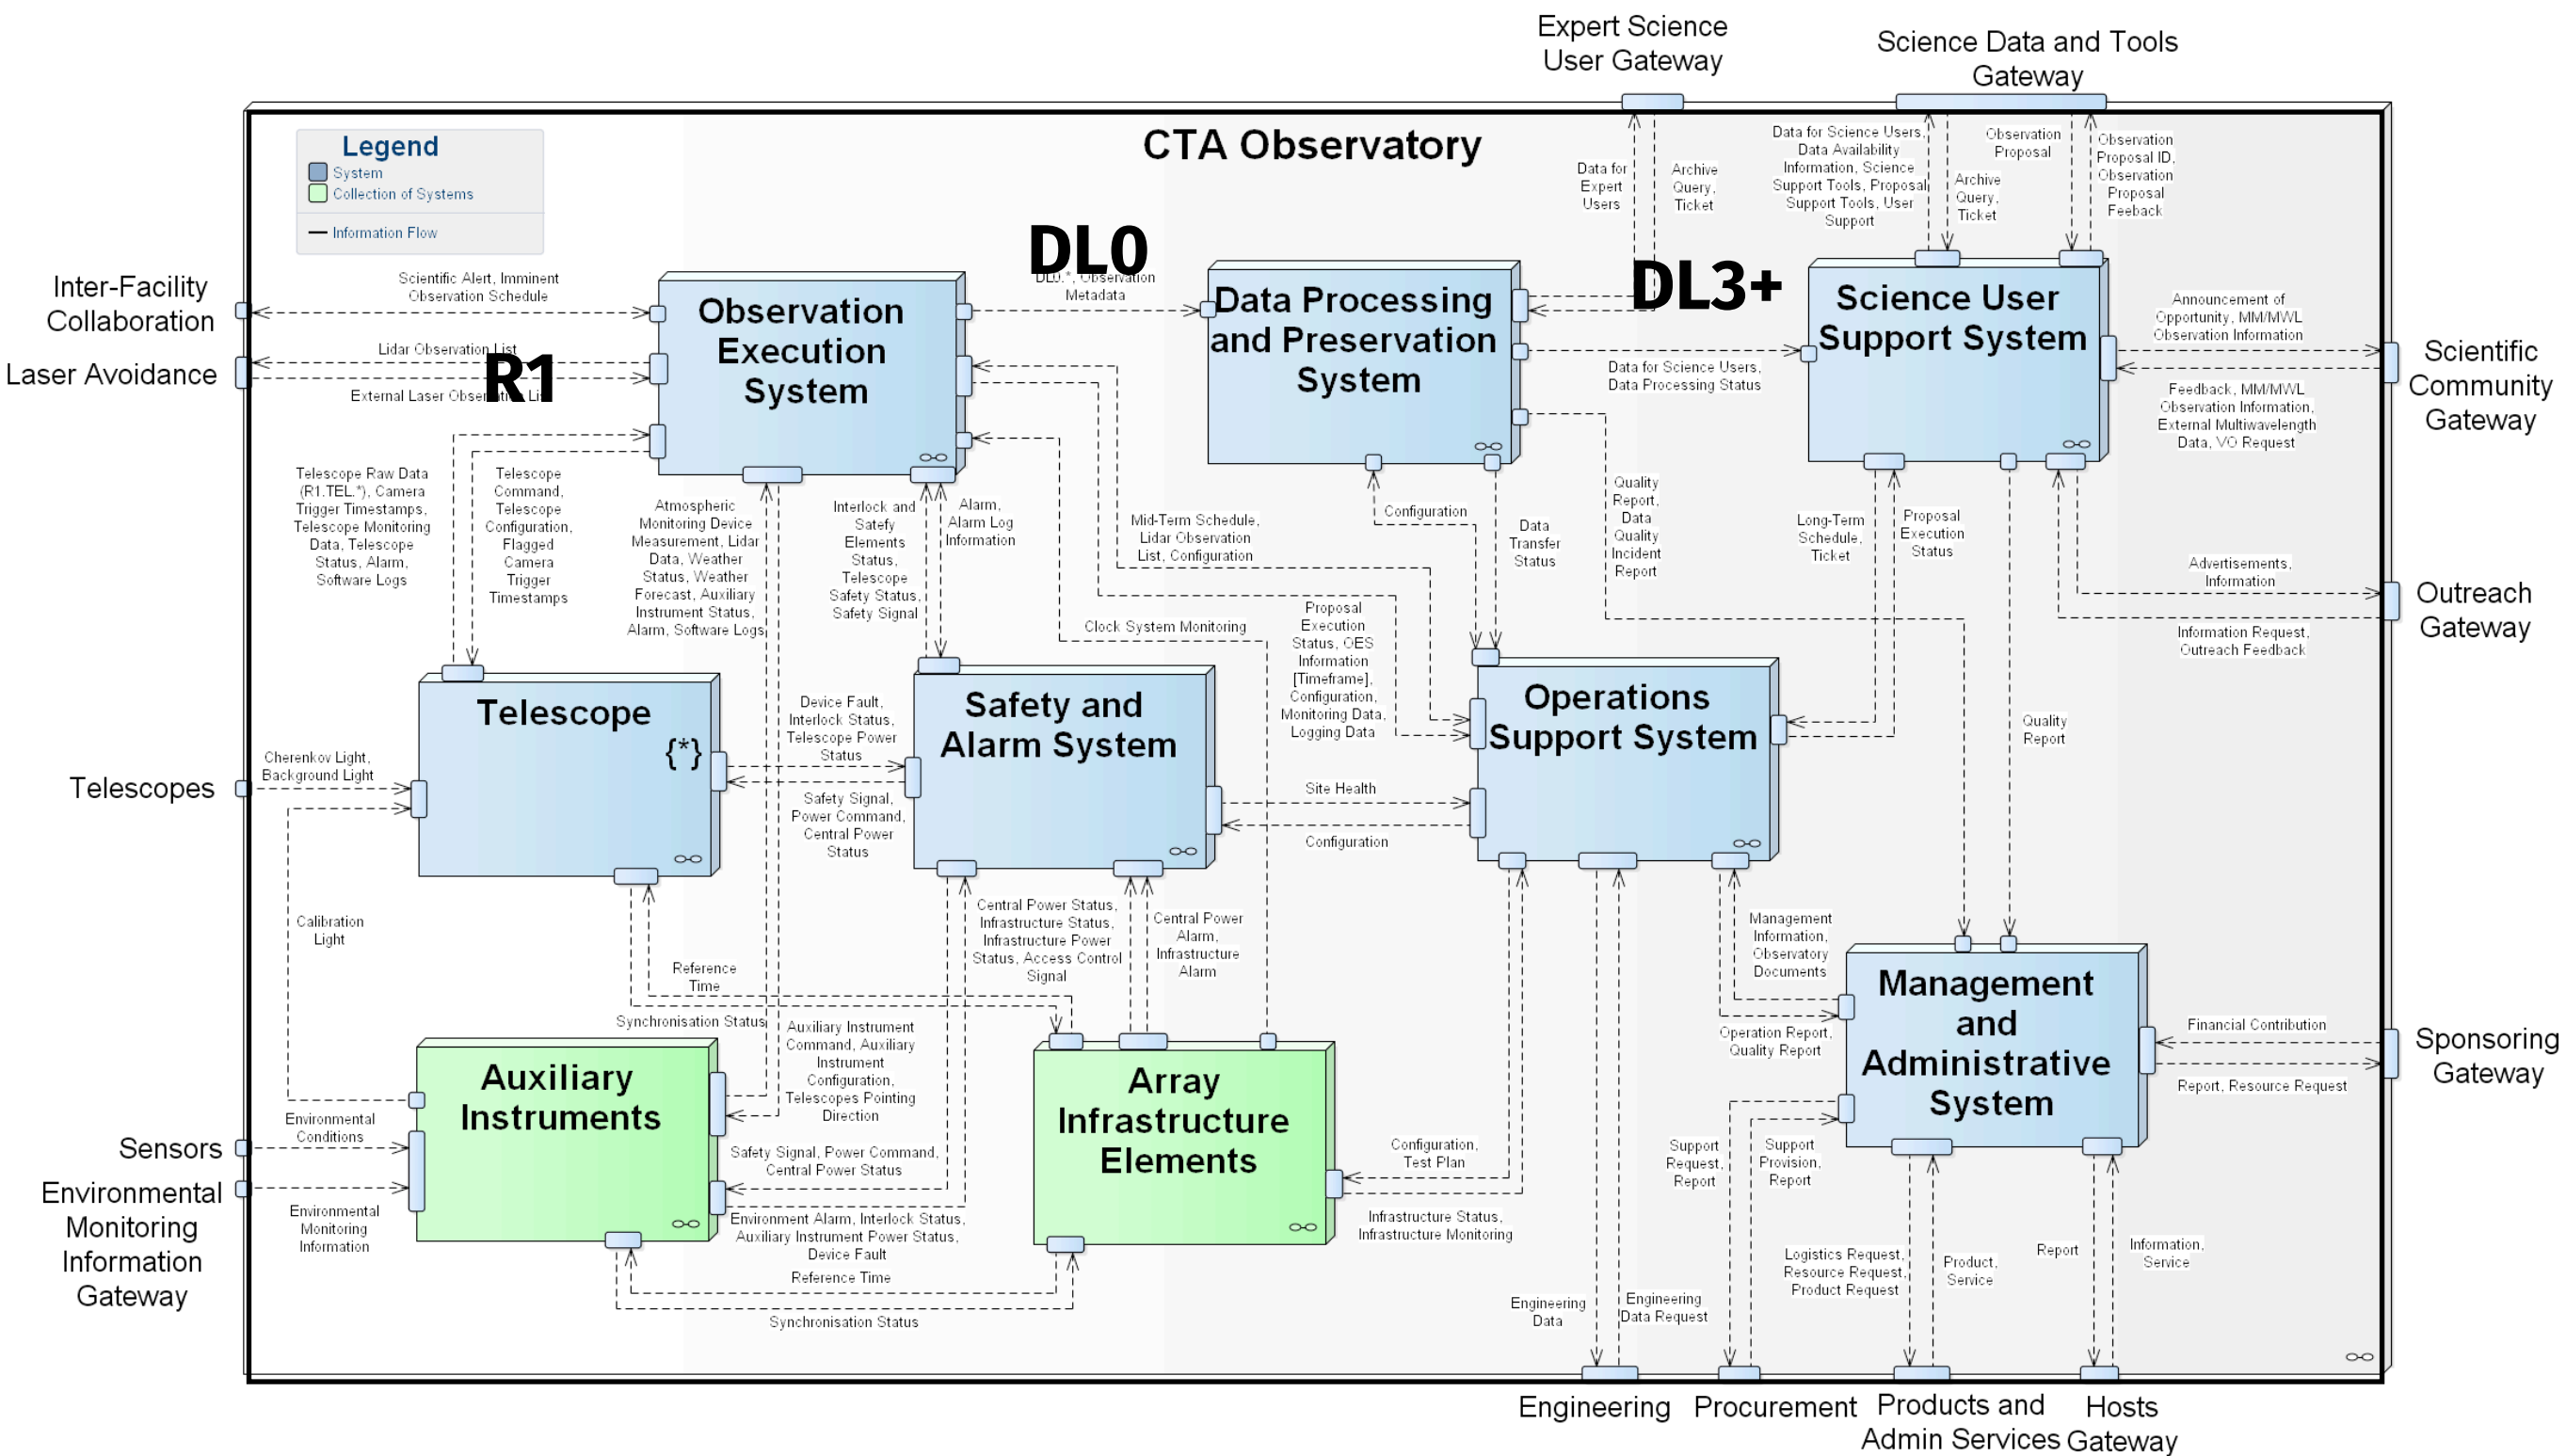 Expert Science
User Gateway
Science Data and Tools
Gateway
CTA Observatory
Legend
System
Collection of Systems
Information Flow
Data for
Expert
Users
Archive
Query,
Ticket
Data for Science Users,
Data Availability
Information, Science
Support Tools, Proposal
Support Tools, User
Support
Archive
Query,
Ticket
Observation
Proposal
Observation
Proposal ID,
Observation
Proposal
Feeback
Inter-Facility
Collaboration
Scientific Alert, Imminent
Observation Schedule
Laser Avoidance
Lidar Observation List
R1
External Laser Observation List
Observation
Execution
System
DL0
DL0.*, Observation
Metadata
Data Processing
and Preservation
System
DL3+
Data for Science Users,
Data Processing Status
Science User
Support System
Announcement of
Opportunity, MM/MWL
Observation Information
Feedback, MM/MWL
Observation Information,
External Multiwavelength
Data, VO Request
Scientific
Community
Gateway
Telescope Raw Data
(R1.TEL.*), Camera
Trigger Timestamps,
Telescope Monitoring
Data, Telescope
Status, Alarm,
Software Logs
Telescope
Command,
Telescope
Configuration,
Flagged
Camera
Trigger
Timestamps
Atmospheric
Monitoring Device
Measurement, Lidar
Data, Weather
Status, Weather
Forecast, Auxiliary
Instrument Status,
Alarm, Software Logs
Interlock and
Satefy
Elements
Status,
Telescope
Safety Status,
Safety Signal
Alarm,
Alarm Log
Information
Mid-Term Schedule,
Lidar Observation
List, Configuration
Configuration
Data
Transfer
Status
Quality
Report,
Data
Quality
Incident
Report
Long-Term
Schedule,
Ticket
Proposal
Execution
Status
Advertisements,
Information
Information Request,
Outreach Feedback
Outreach
Gateway
Clock System Monitoring
Proposal
Execution
Status, OES
Information
[Timeframe],
Configuration,
Monitoring Data,
Logging Data
Telescopes
Cherenkov Light,
Background Light
Telescope
{*}
Device Fault,
Interlock Status,
Telescope Power
Status
Safety Signal,
Power Command,
Central Power
Status
Safety and
Alarm System
Site Health
Configuration
Operations
Support System
Quality
Report
Calibration
Light
Reference
Time
Synchronisation Status
Central Power Status,
Infrastructure Status,
Infrastructure Power
Status, Access Control
Signal
Central Power
Alarm,
Infrastructure
Alarm
Management
Information,
Observatory
Documents
Operation Report,
Quality Report
Management
and
Administrative
System
Financial Contribution
Report, Resource Request
Sponsoring
Gateway
Sensors
Environmental
Conditions
Environmental
Monitoring
Information
Gateway
Environmental
Monitoring
Information
Auxiliary
Instruments
Auxiliary Instrument
Command, Auxiliary
Instrument
Configuration,
Telescopes Pointing
Direction
Safety Signal, Power Command,
Central Power Status
Environment Alarm, Interlock Status,
Auxiliary Instrument Power Status,
Device Fault
Reference Time
Synchronisation Status
Array
Infrastructure
Elements
Configuration,
Test Plan
Infrastructure Status,
Infrastructure Monitoring
Support
Request,
Report
Support
Provision,
Report
Engineering
Data
Engineering
Data Request
Logistics Request,
Resource Request,
Product Request
Product,
Service
Report
Information,
Service
Engineering
Procurement
Products and
Admin Services
Hosts
Gateway